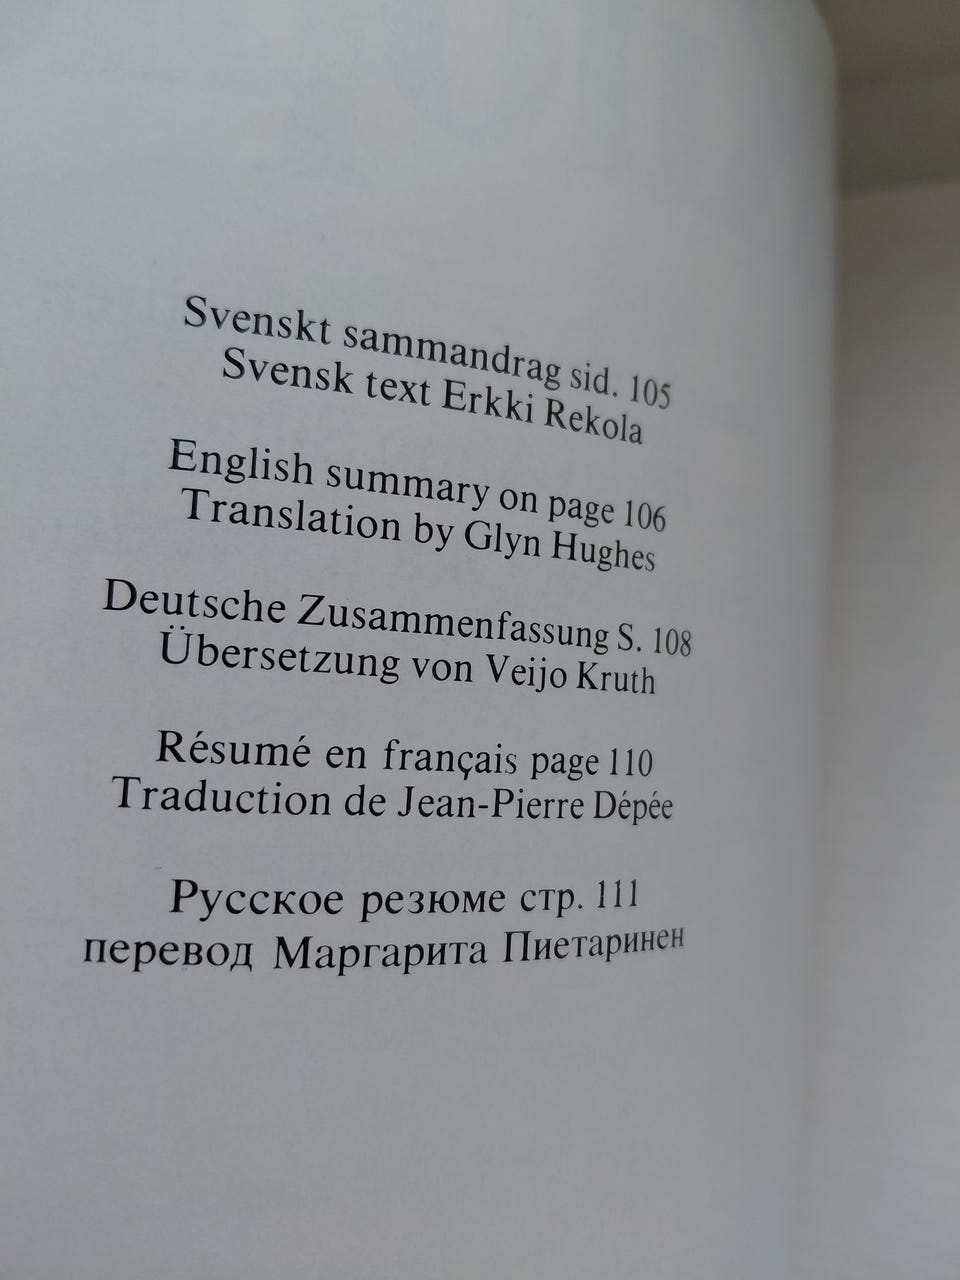 Svenskt sammandrag sid. 105
Svensk text Erkki Rekola
English summary on page 106
Translation by Glyn Hughes
Deutsche Zusammenfassung S. 108
Übersetzung von Veijo Kruth
Résumé en français page 110
Traduction de Jean-Pierre Dépée
Русское резюме стр. 111
перевод Маргарита Пиетаринен